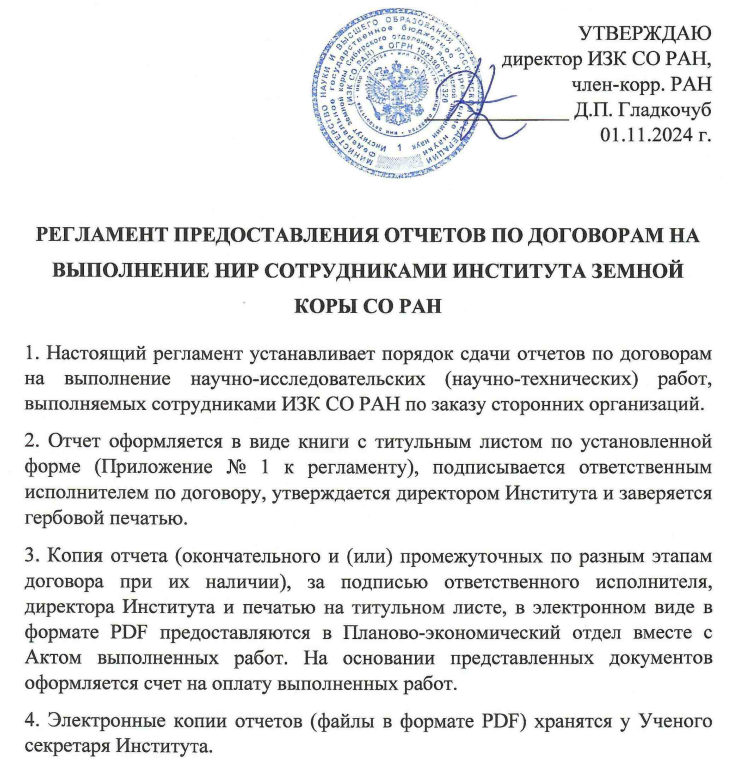 УТВЕРЖДАЮ
директор ИЗК СО РАН,
член-корр. РАН
Д.П. Гладкочуб
01.11.2024 г.
РЕГЛАМЕНТ ПРЕДОСТАВЛЕНИЯ ОТЧЕТОВ ПО ДОГОВОРАМ НА
ВЫПОЛНЕНИЕ НИР СОТРУДНИКАМИ ИНСТИТУТА ЗЕМНОЙ
КОРЫ СО РАН
1. Настоящий регламент устанавливает порядок сдачи отчетов по договорам
на выполнение научно-исследовательских (научно-технических) работ,
выполняемых сотрудниками ИЗК СО РАН по заказу сторонних организаций.
2. Отчет оформляется в виде книги с титульным листом по установленной
форме (Приложение № 1 к регламенту), подписывается ответственным
исполнителем по договору, утверждается директором Института и заверяется
гербовой печатью.
3. Копия отчета (окончательного и (или) промежуточных по разным этапам
договора при их наличии), за подписью ответственного исполнителя,
директора Института и печатью на титульном листе, в электронном виде в
формате PDF предоставляются в Планово-экономический отдел вместе с
Актом выполненных работ. На основании представленных документов
оформляется счет на оплату выполненных работ.
4. Электронные копии отчетов (файлы в формате PDF) хранятся у Ученого
секретаря Института.